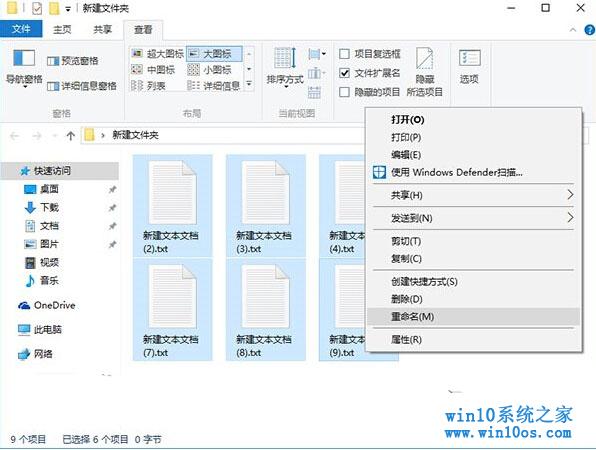 新建文件夹
文件 主页 共享 查看
导航窗格
预览窗格
详细信息窗格
窗格
超大图标 大图标
中图标 小图标
列表 详细信息
布局
排序方式
当前视图
项目复选框
文件扩展名
隐藏的项目
隐藏
所选项目
选项
新建文件夹
快速访问
桌面
下载
文档
图片
视频
音乐
OneDrive
此电脑
网络
新建文本文档
(2).txt
新建文本文档
(3).txt
新建文本文档
(4).txt
新建文本文档
(7).txt
新建文本文档
(8).txt
新建文本文档
(9).txt
打开(O)
打印(P)
编辑(E)
使用 Windows Defender扫描...
共享(H)
发送到(N)
剪切(T)
复制(C)
创建快捷方式(S)
删除(D)
重命名(M)
属性(R)
9 个项目 已选择 6 个项目 0 字节
win10系统之家
www.win10os.com